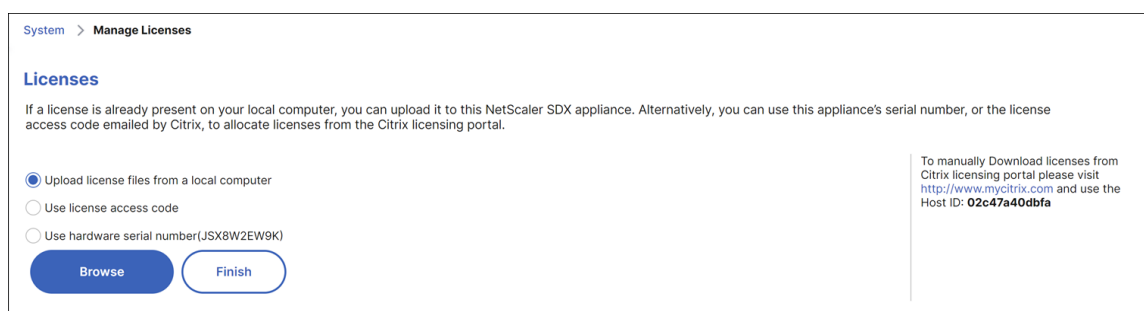 System > Manage Licenses
Licenses
If a license is already present on your local computer, you can upload it to this NetScaler SDX appliance. Alternatively, you can use this appliance's serial number, or the license
access code emailed by Citrix, to allocate licenses from the Citrix licensing portal.
Upload license files from a local computer
Use license access code
Use hardware serial number(JSX8W2EW9K)
Browse
Finish
To manually Download licenses from
Citrix licensing portal please visit
http://www.mycitrix.com and use the
Host ID: 02c47a40dbfa